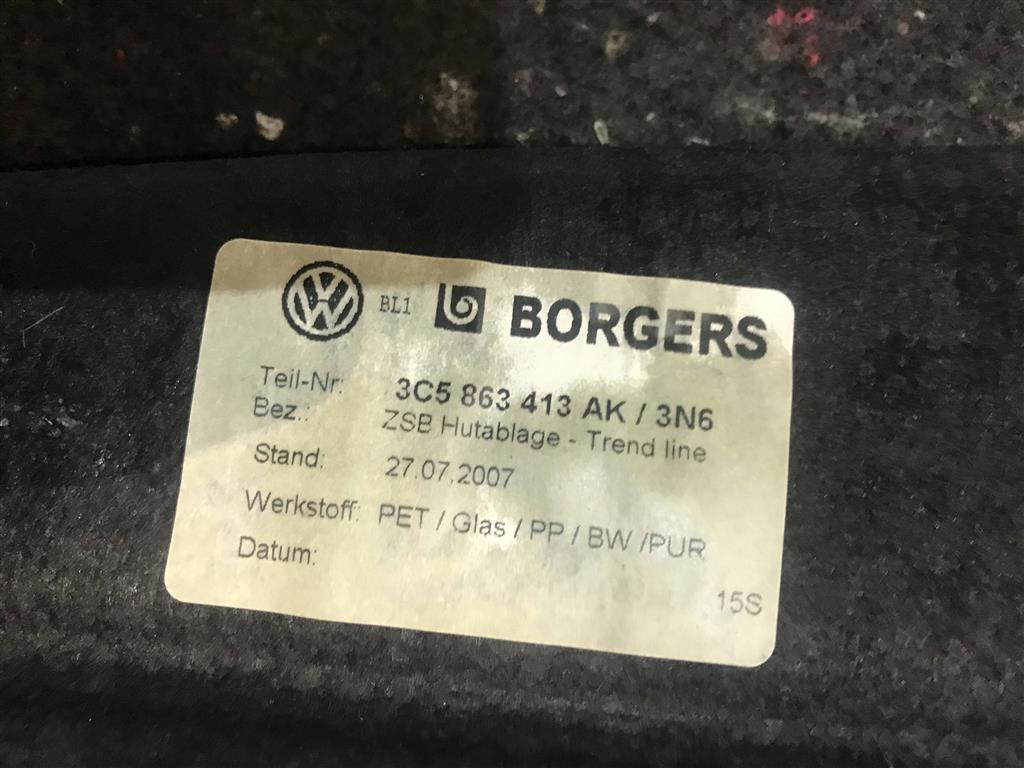 BL1 BORGERS
Teil-Nr: 3C5 863 413 AK / 3N6
Bez.: ZSB Hutablage - Trend line
Stand: 27.07.2007
Werkstoff: PET / Glas / PP / BW /PUR
Datum:
15S